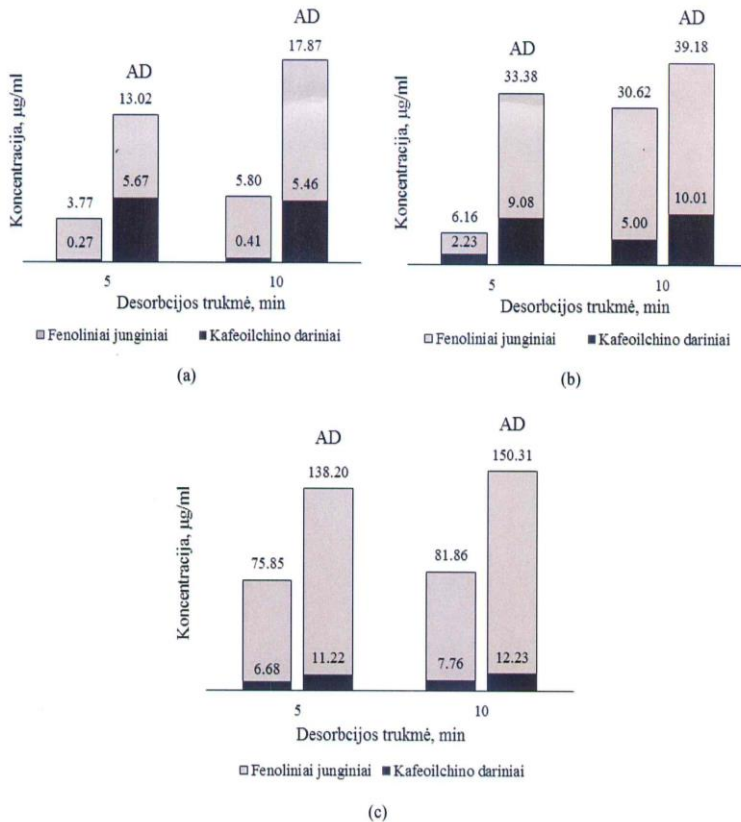 AD
17.87
AD
13.02
Koncentracija, µg/ml
3.77
5.67
5.80
5.46
0.27
0.41
5
10
Desorbcijos trukmė, min
Fenoliniai junginiai
Kafeoilchino dariniai
(a)
AD
39.18
AD
33.38
30.62
Koncentracija, µg/ml
6.16
9.08
10.01
2.23
5.00
5
10
Desorbcijos trukmė, min
Fenoliniai junginiai
Kafeoilchino dariniai
(b)
AD
150.31
AD
138.20
Koncentracija, µg/ml
75.85
81.86
6.68
11.22
7.76
12.23
5
10
Desorbcijos trukmė, min
Fenoliniai junginiai
Kafeoilchino dariniai
(c)